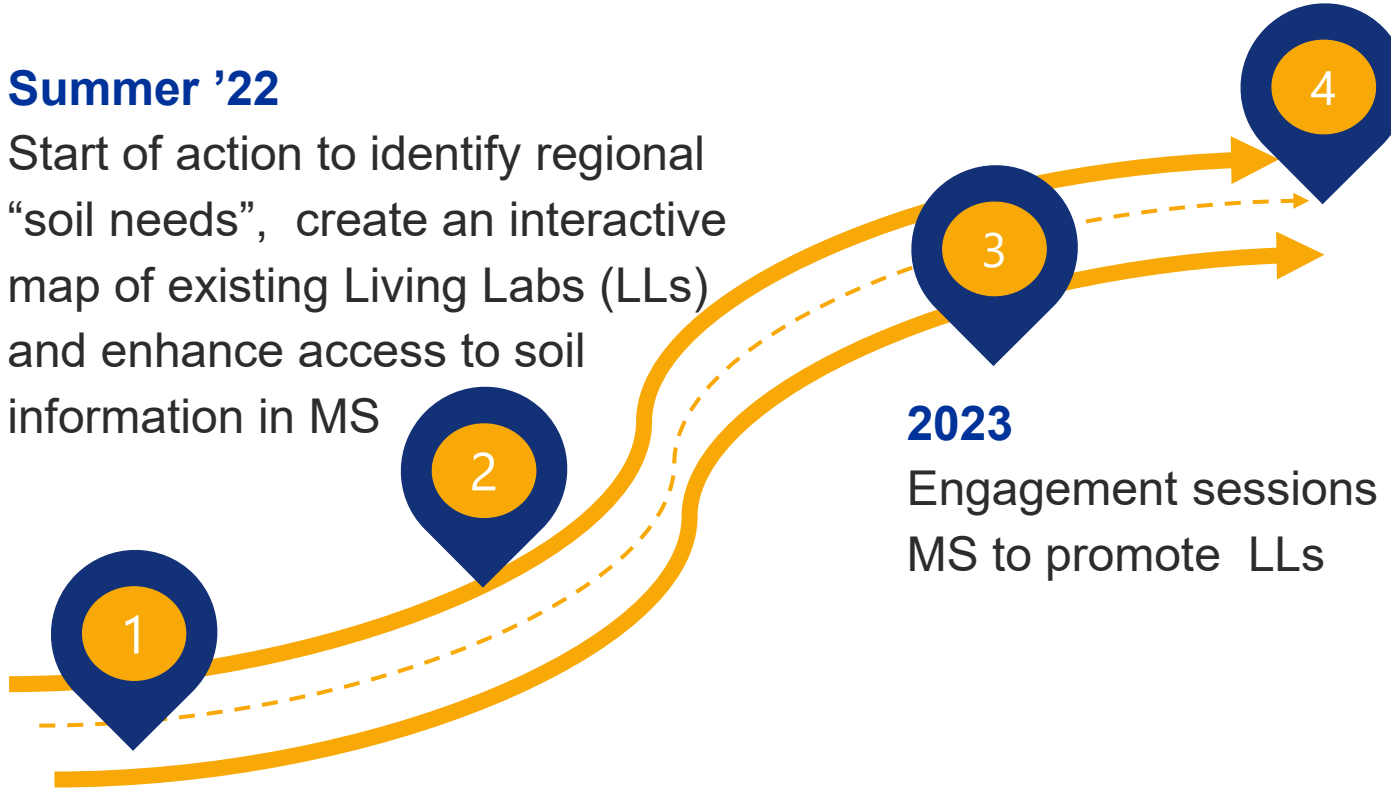 Summer ’22
Start of action to identify regional
“soil needs”,  create an interactive
map of existing Living Labs (LLs)
and enhance access to soil
information in MS
1
2
3
4
2023
Engagement sessions
MS to promote  LLs